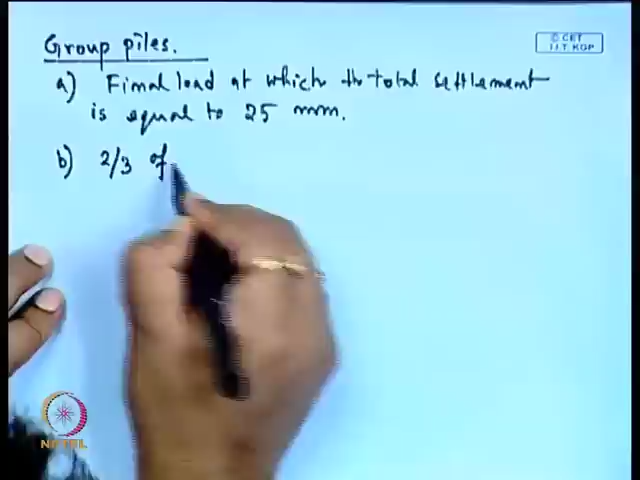 © CET
I.I.T. KGP
Group piles.
a) Final load at which the total settlement
is equal to 25 mm.
b) 2/3 of
NPTEL